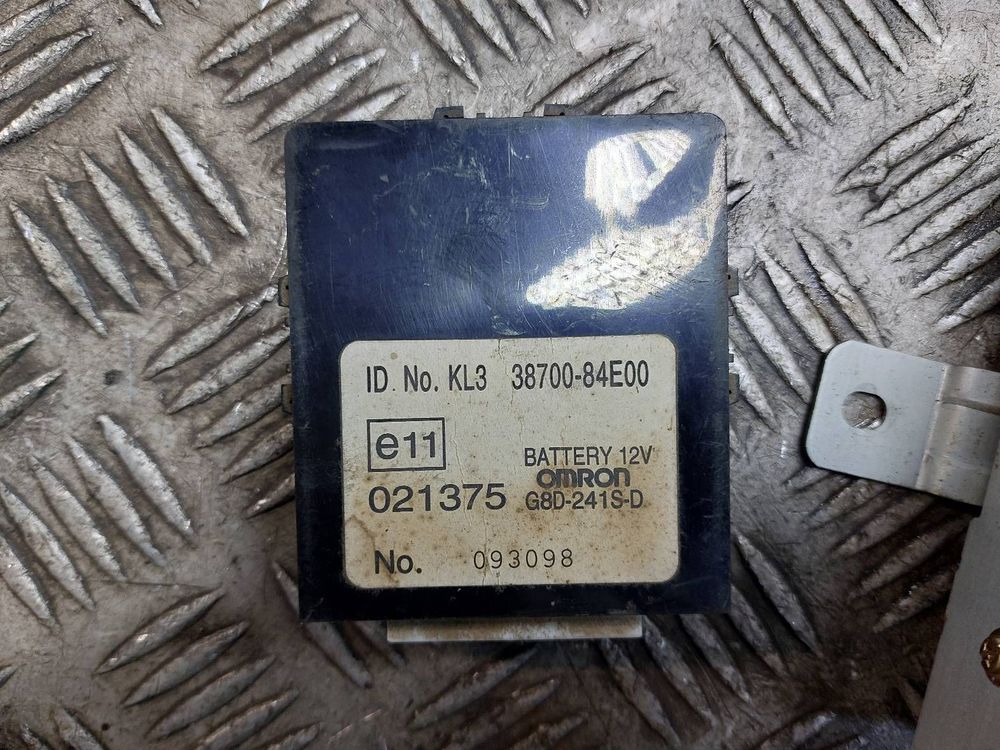 ID. No. KL3 38700-84E00
e11
BATTERY 12V
OMRON
021375 G8D-241S-D
No. 093098